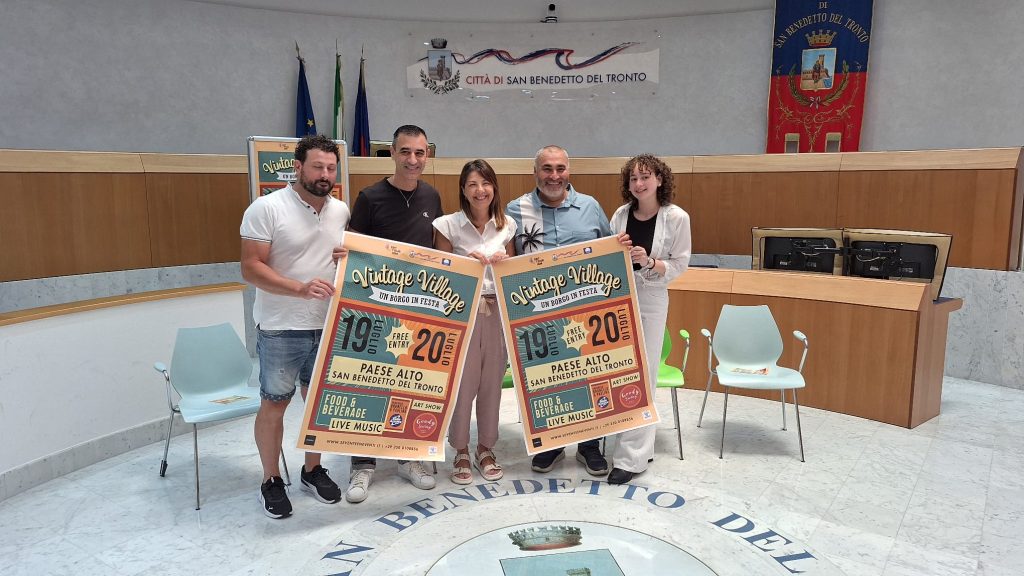 DI
SAN BENEDETTO DEL TRONTO
CITTÀ DI SAN BENEDETTO DEL TRONTO
Vintage
Vintage Village
UN BORGO IN FESTA
19 LUGLIO
FREE ENTRY
20 LUGLIO
PAESE ALTO
SAN BENEDETTO DEL TRONTO
FOOD & BEVERAGE
ART SHOW
LIVE MUSIC
Vintage Village
UN BORGO IN FESTA
19 LUGLIO
FREE ENTRY
20 LUGLIO
PAESE ALTO
SAN BENEDETTO DEL TRONTO
FOOD & BEVERAGE
ART SHOW
LIVE MUSIC
BENEDETTO DEL